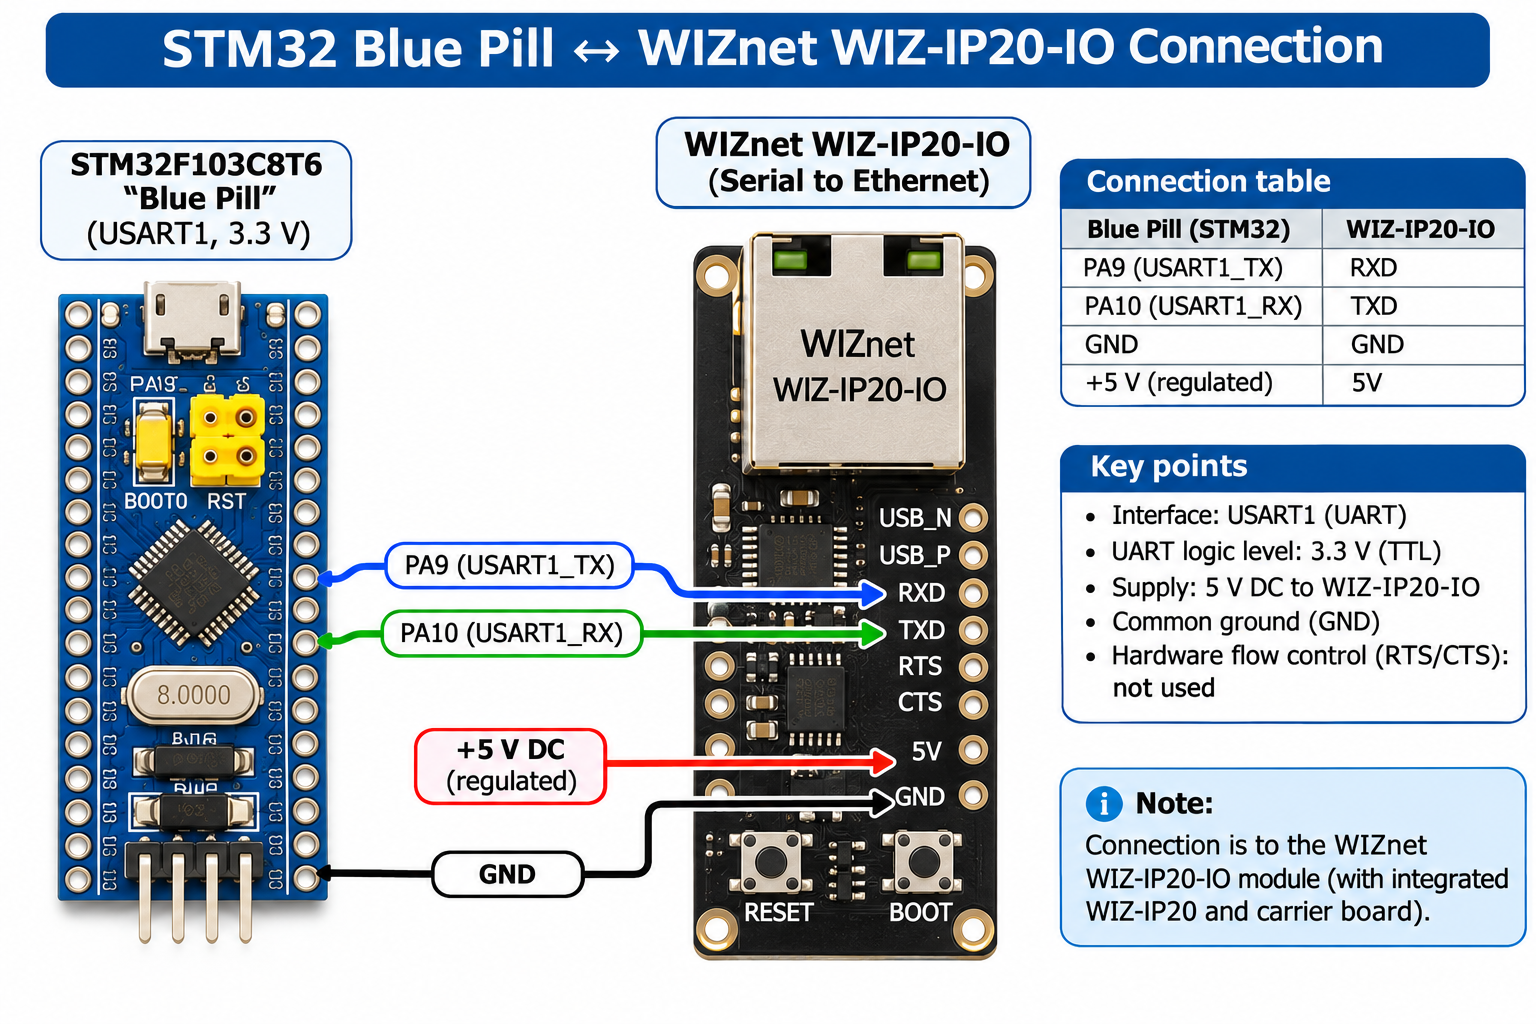 STM32 Blue Pill ↔ WIZnet WIZ-IP20-IO Connection
STM32F103C8T6
“Blue Pill”
(USART1, 3.3 V)
WIZnet WIZ-IP20-IO
(Serial to Ethernet)
BOOT0 RST
8.0000
PA9 (USART1_TX)
PA10 (USART1_RX)
+5 V DC
(regulated)
GND
WIZnet
WIZ-IP20-IO
USB_N
USB_P
RXD
TXD
RTS
CTS
5V
GND
RESET
BOOT
Connection table
Blue Pill (STM32) WIZ-IP20-IO
PA9 (USART1_TX) RXD
PA10 (USART1_RX) TXD
GND GND
+5 V (regulated) 5V
Key points
• Interface: USART1 (UART)
• UART logic level: 3.3 V (TTL)
• Supply: 5 V DC to WIZ-IP20-IO
• Common ground (GND)
• Hardware flow control (RTS/CTS):
not used
i Note:
Connection is to the WIZnet
WIZ-IP20-IO module (with integrated
WIZ-IP20 and carrier board).